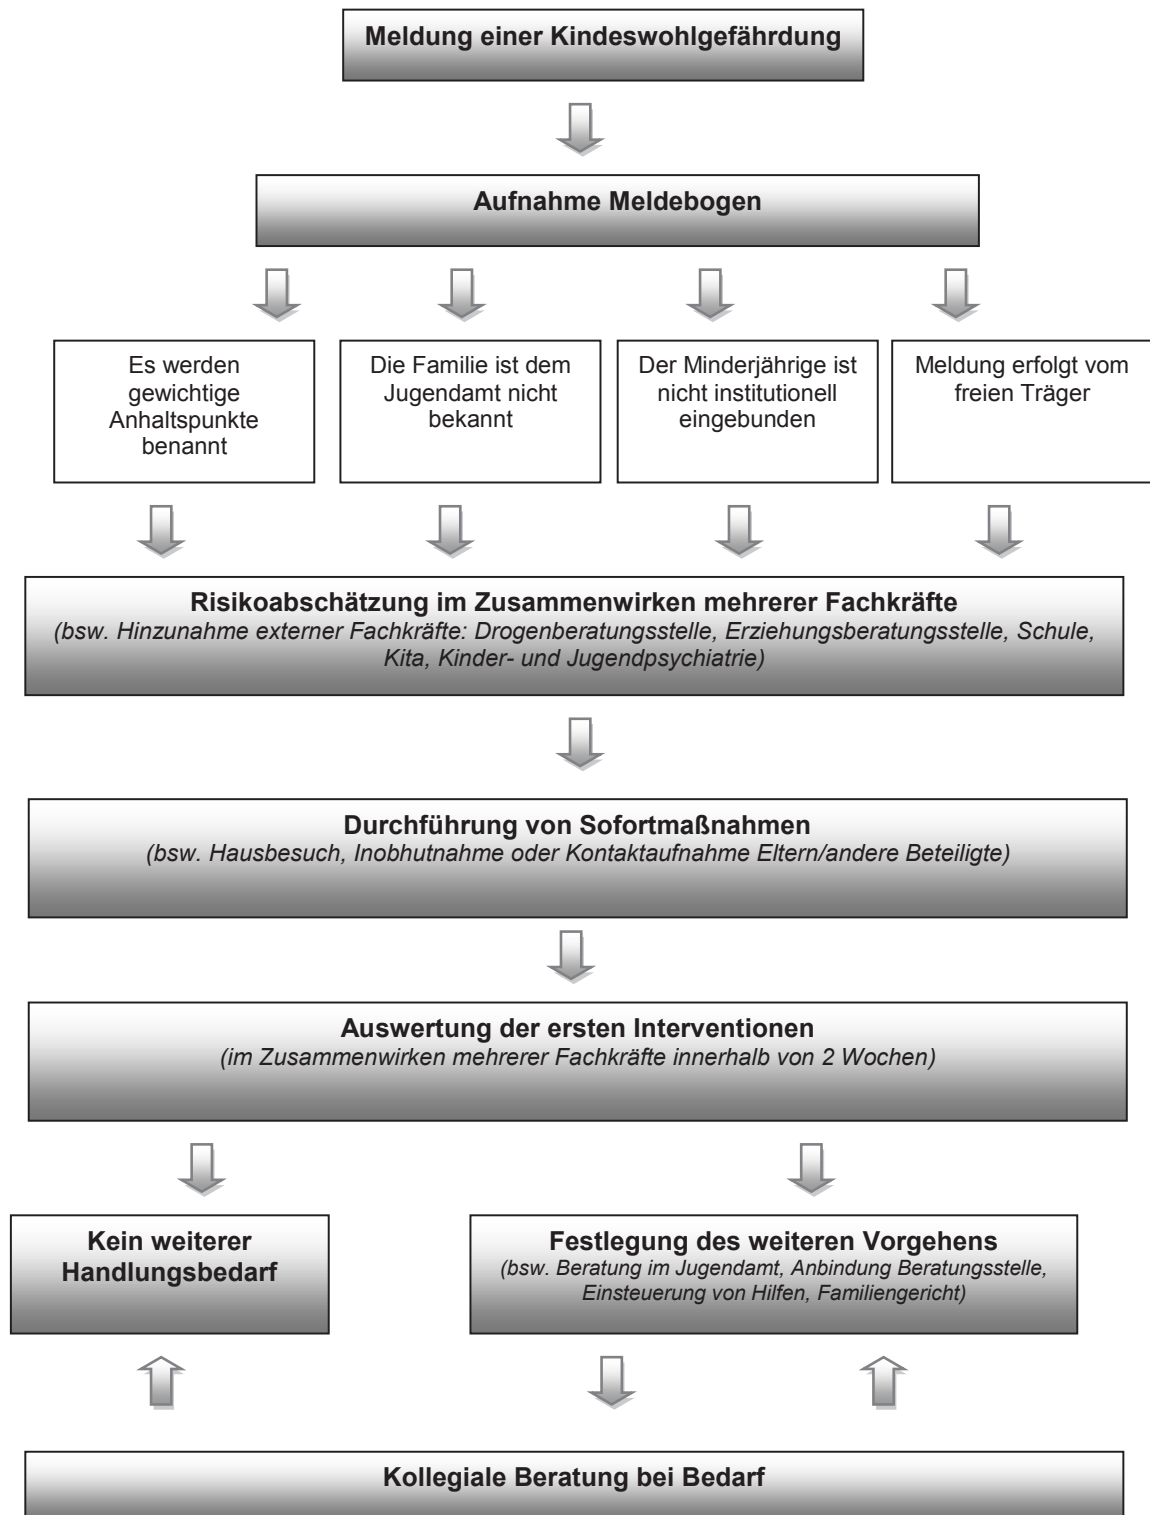 Meldung einer Kindeswohlgefährdung
Aufnahme Meldebogen
Es werden
gewichtige
Anhaltspunkte
benannt
Die Familie ist dem
Jugendamt nicht
bekannt
Der Minderjährige ist
nicht institutionell
eingebunden
Meldung erfolgt vom
freien Träger
Risikoabschätzung im Zusammenwirken mehrerer Fachkräfte
(bsw. Hinzunahme externer Fachkräfte: Drogenberatungsstelle, Erziehungsberatungsstelle, Schule,
Kita, Kinder- und Jugendpsychiatrie)
Durchführung von Sofortmaßnahmen
(bsw. Hausbesuch, Inobhutnahme oder Kontaktaufnahme Eltern/andere Beteiligte)
Auswertung der ersten Interventionen
(im Zusammenwirken mehrerer Fachkräfte innerhalb von 2 Wochen)
Kein weiterer
Handlungsbedarf
Festlegung des weiteren Vorgehens
(bsw. Beratung im Jugendamt, Anbindung Beratungsstelle,
Einsteuerung von Hilfen, Familiengericht)
Kollegiale Beratung bei Bedarf